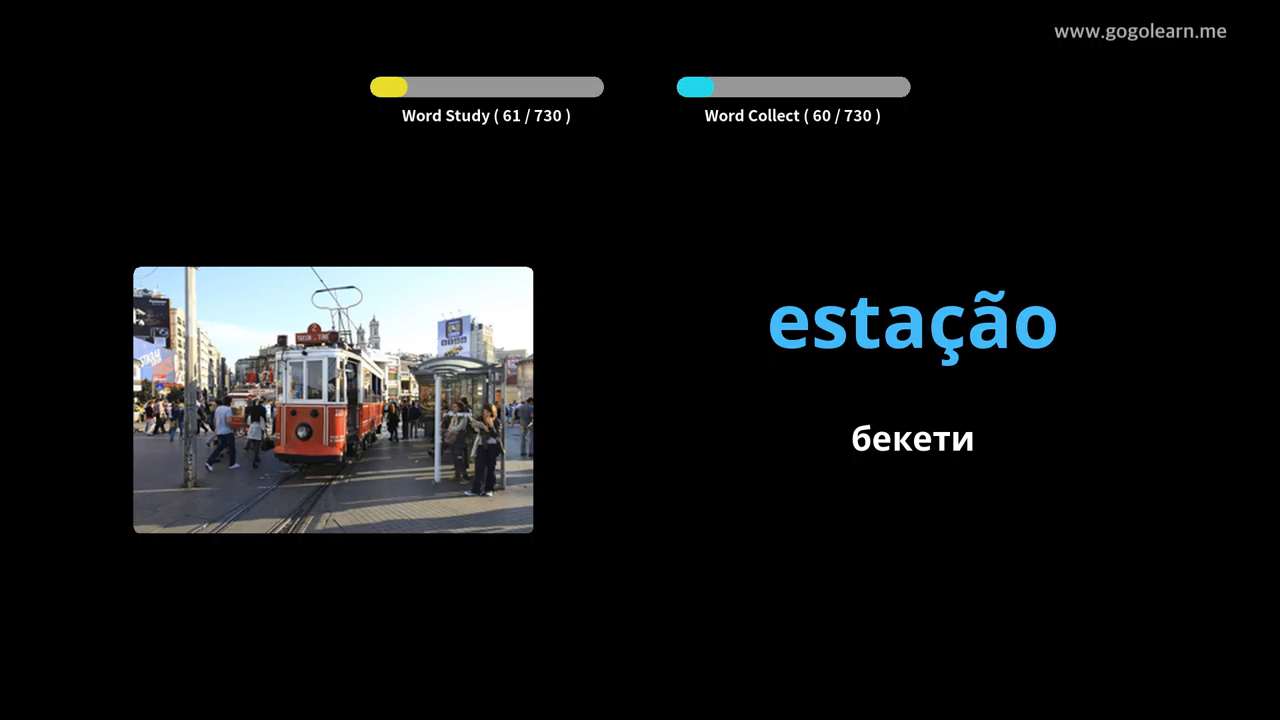 www.gogolearn.me
Word Study ( 61 / 730 )
Word Collect ( 60 / 730 )
estação
бекети